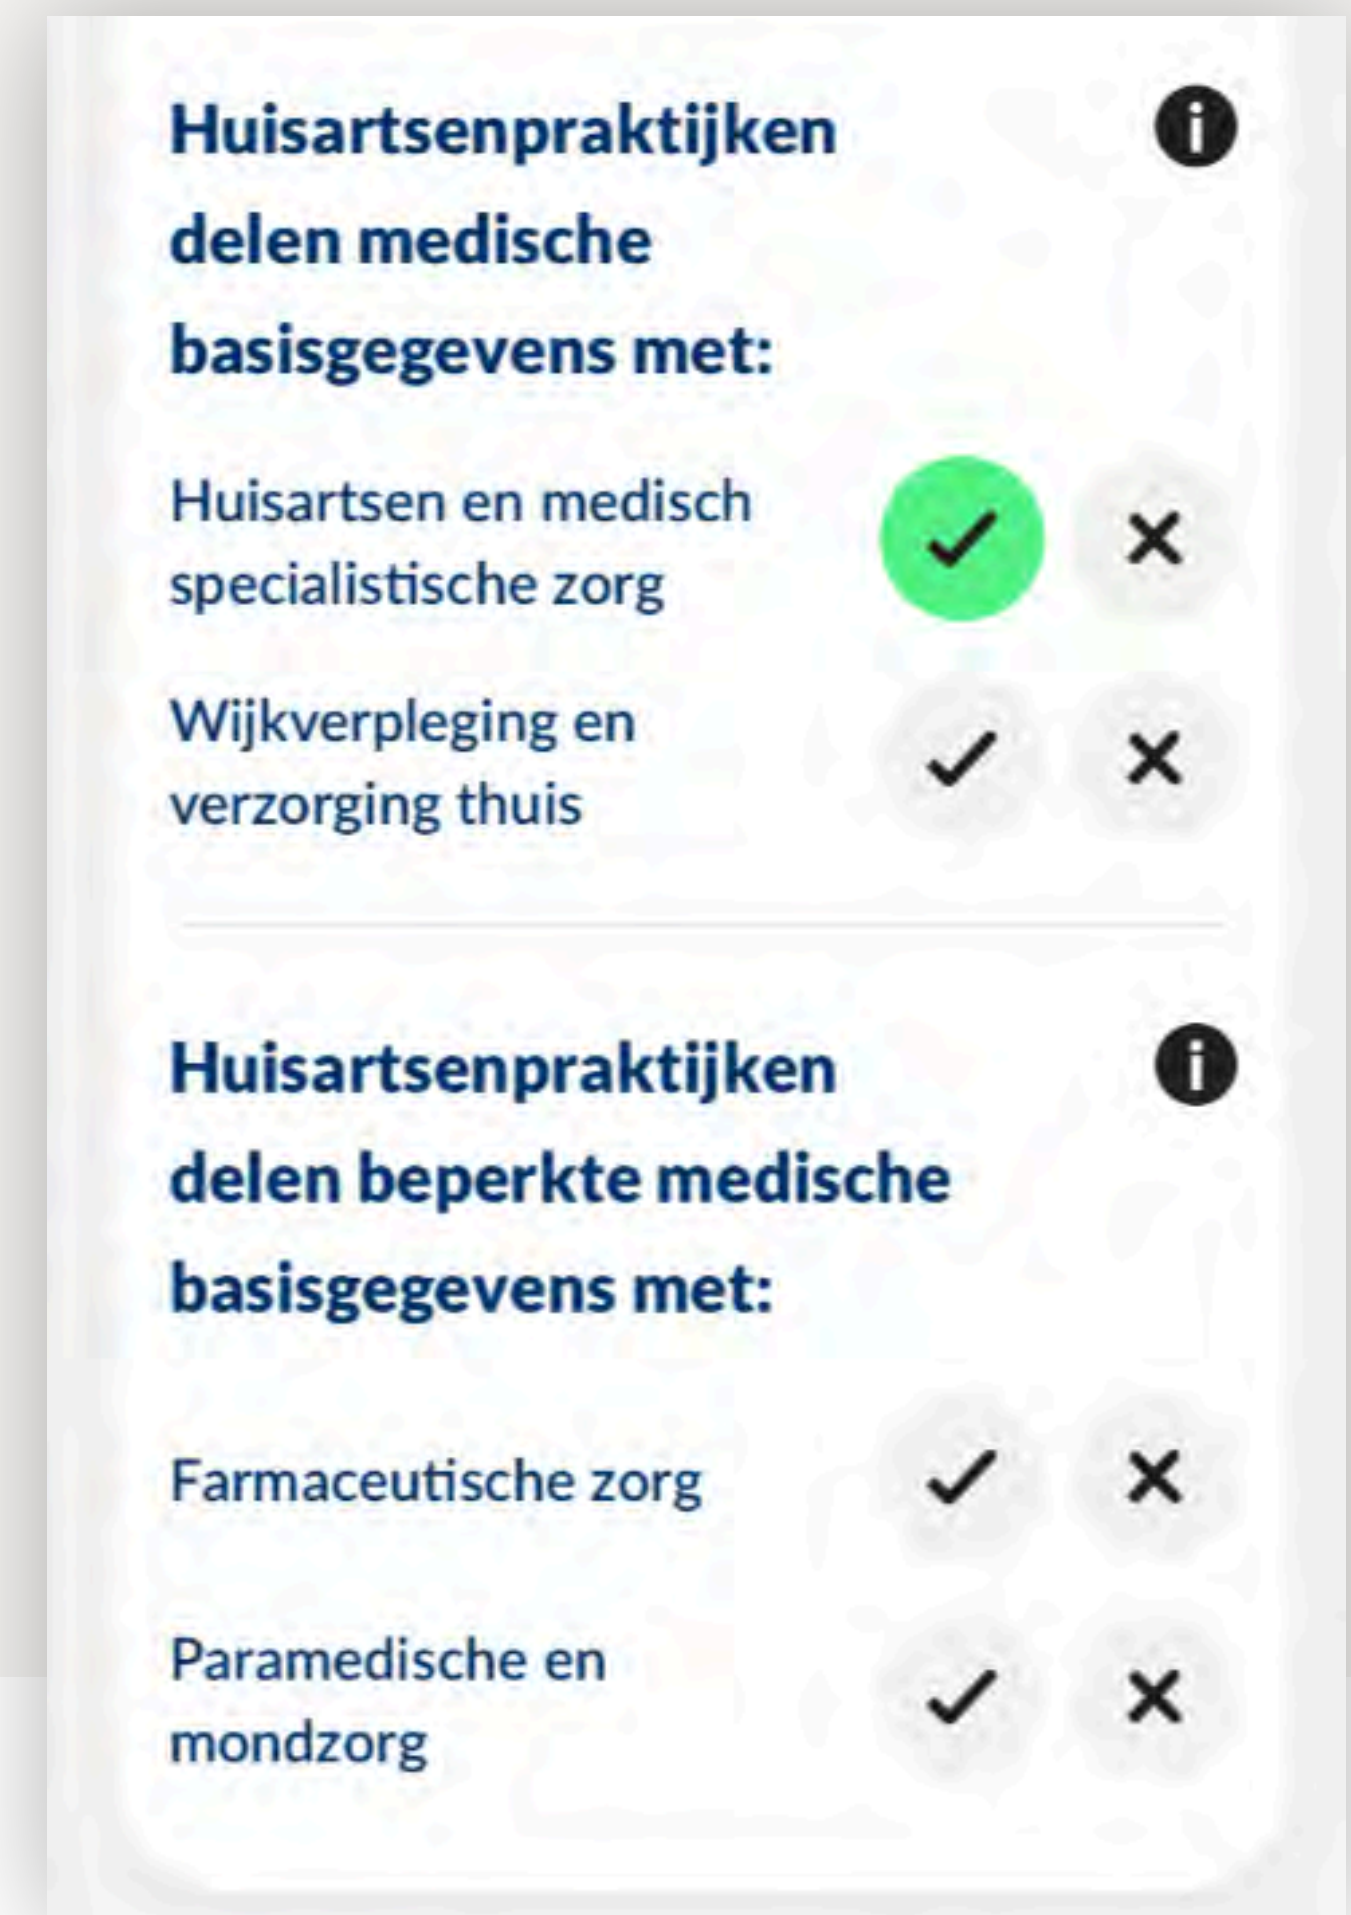 Huisartsenpraktijken
delen medische
basisgegevens met:
Huisartsen en medisch
specialistische zorg
Wijkverpleging en
verzorging thuis
Huisartsenpraktijken
delen beperkte medische
basisgegevens met:
Farmaceutische zorg
Paramedische en
mondzorg